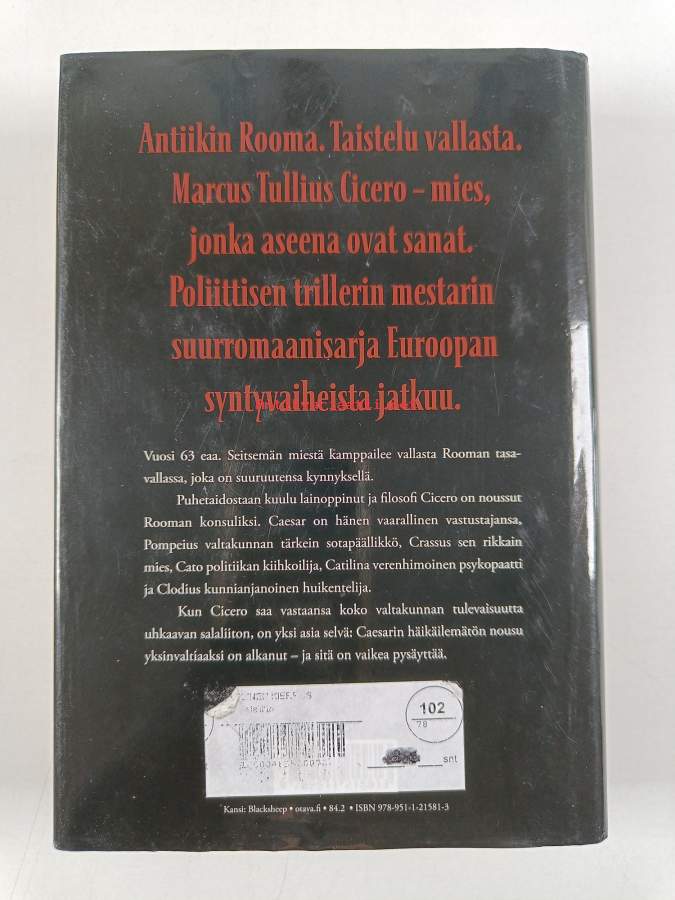 Antiikin Rooma. Taistelu vallasta.
Marcus Tullius Cicero – mies,
jonka aseena ovat sanat.
Poliittisen trillerin mestarin
suurromaanisarja Euroopan
syntyvaiheista jatkuu.
Vuosi 63 eaa. Seitsemän miestä kamppailee vallasta Rooman tasa-
vallassa, joka on suuruutensa kynnyksellä.
Puhetaidostaan kuulu lainoppinut ja filosofi Cicero on noussut
Rooman konsuliksi. Caesar on hänen vaarallinen vastustajansa,
Pompeius valtakunnan tärkein sotapäällikkö, Crassus sen rikkain
mies, Cato politiikan kiihkoilija, Catilina verenhimoinen psykopaatti
ja Clodius kunnianjanoinen huikentelija.
Kun Cicero saa vastaansa koko valtakunnan tulevaisuutta
uhkaavan salaliiton, on yksi asia selvä: Caesarin häikäilemätön nousu
yksinvaltiaaksi on alkanut – ja sitä on vaikea pysäyttää.
102
78
snt
Kansi: Blacksheep • otava.fi • 84.2 • ISBN 978-951-1-21581-3